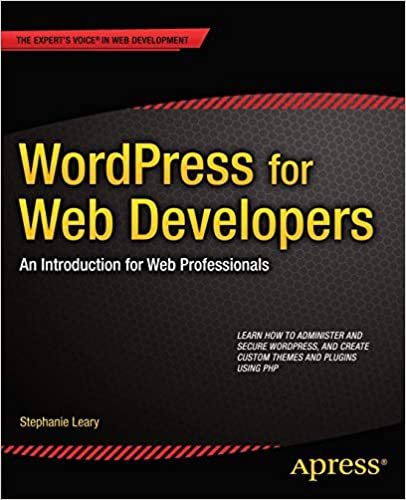 THE EXPERT'S VOICE® IN WEB DEVELOPMENT
WordPress for
Web Developers
An Introduction for Web Professionals
LEARN HOW TO ADMINISTER AND
SECURE WORDPRESS, AND CREATE
CUSTOM THEMES AND PLUGINS
USING PHP
Stephanie Leary
Apress®